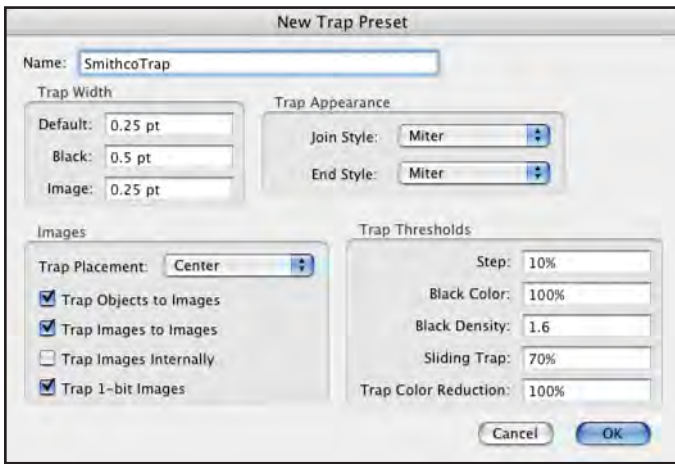 New Trap Preset
Name: SmithcoTrap
Trap Width
Default: 0.25 pt
Black: 0.5 pt
Image: 0.25 pt
Trap Appearance
Join Style: Miter
End Style: Miter
Images
Trap Placement: Center
Trap Objects to Images
Trap Images to Images
Trap Images Internally
Trap 1-bit Images
Trap Thresholds
Step: 10%
Black Color: 100%
Black Density: 1.6
Sliding Trap: 70%
Trap Color Reduction: 100%
Cancel OK